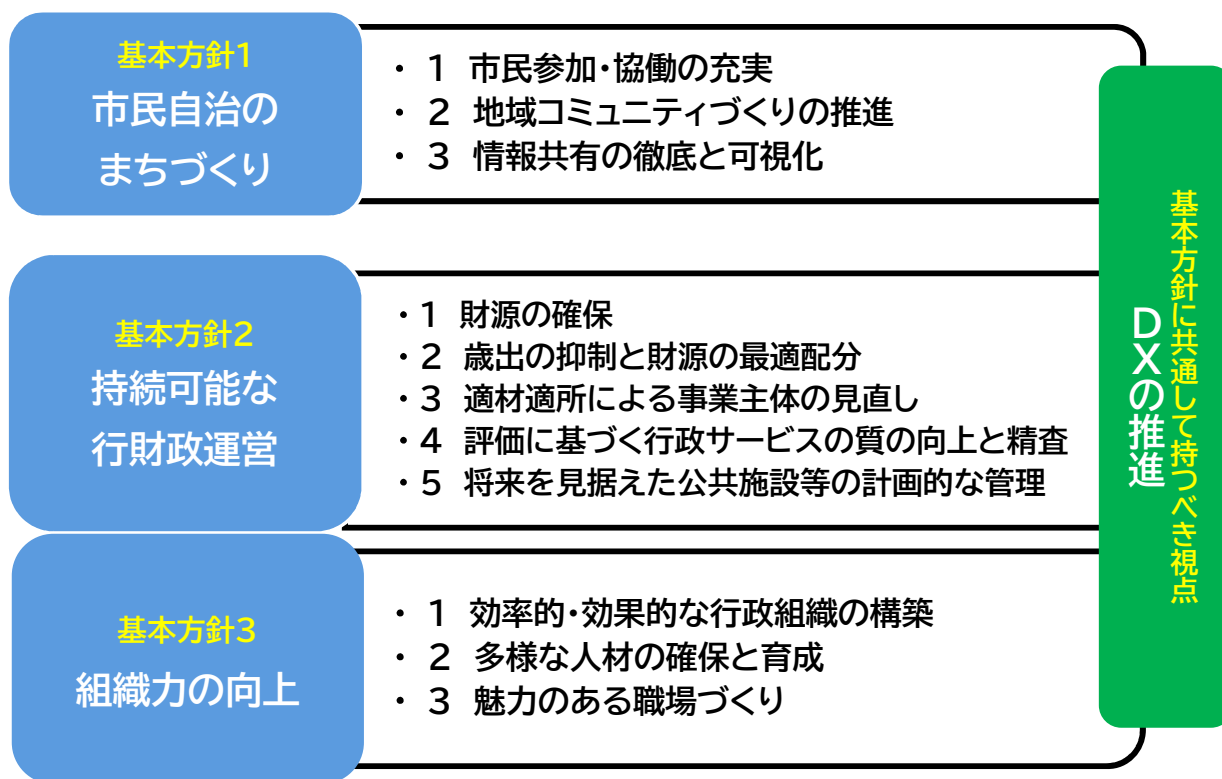 基本方針1
市民自治の
まちづくり
・ 1 市民参加・協働の充実
・ 2 地域コミュニティづくりの推進
・ 3 情報共有の徹底と可視化
基本方針2
持続可能な
行財政運営
・1 財源の確保
・2 歳出の抑制と財源の最適配分
・3 適材適所による事業主体の見直し
・4 評価に基づく行政サービスの質の向上と精査
・5 将来を見据えた公共施設等の計画的な管理
基本方針3
組織力の向上
・ 1 効率的・効果的な行政組織の構築
・ 2 多様な人材の確保と育成
・ 3 魅力のある職場づくり
基本方針に共通して持つべき視点
DXの推進